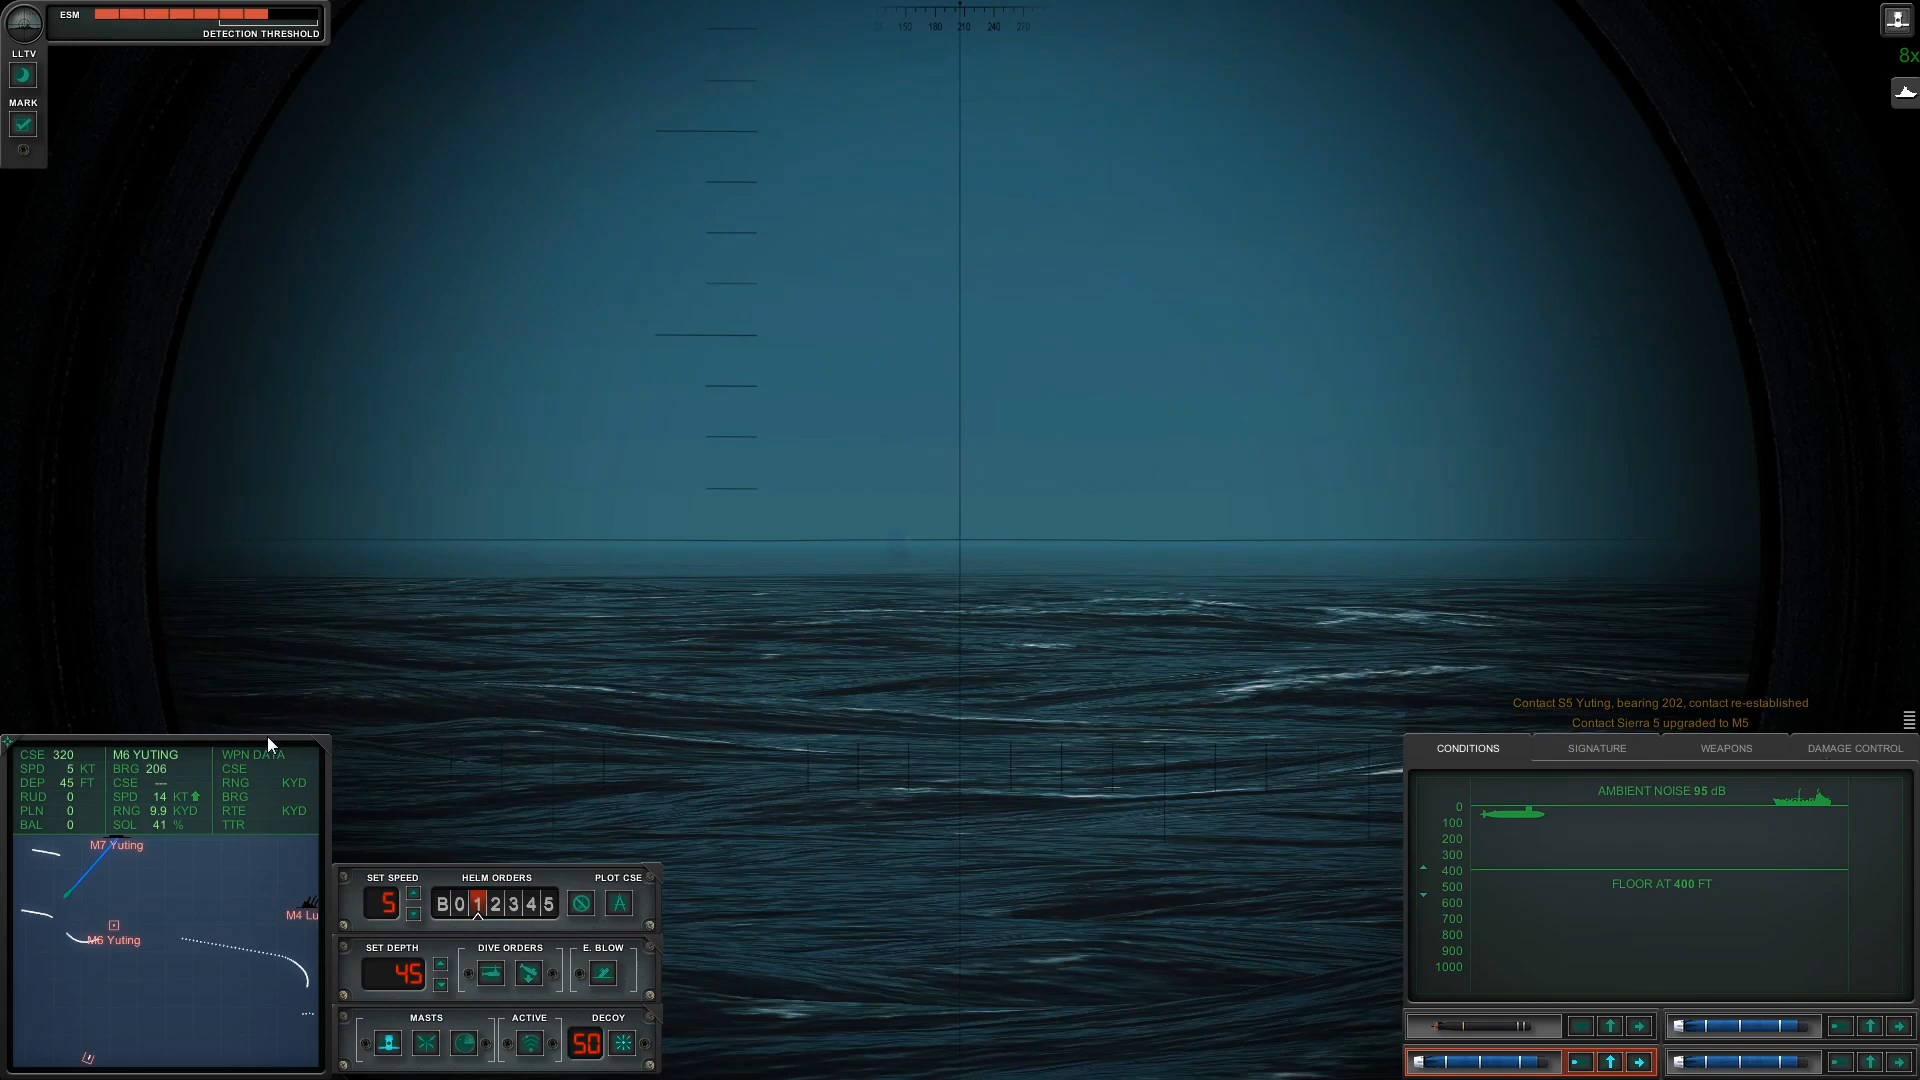 ESM
DETECTION THRESHOLD
LLTV
MARK
150 180 210 240 270
8x
Contact S5 Yuting, bearing 202, contact re-established
Contact Sierra 5 upgraded to M5
CSE 320
SPD 5 KT
DEP 45 FT
RUD 0
PLN 0
BAL 0
M6 YUTING
BRG 206
CSE ---
SPD 14 KT
RNG 9.9 KYD
SOL 41 %
WPN DATA
CSE
RNG KYD
BRG
RTE KYD
TTR
M7 Yuting
M4 Lu
M6 Yuting
SET SPEED HELM ORDERS PLOT CSE
5 B 0 1 2 3 4 5
SET DEPTH DIVE ORDERS E. BLOW
45
MASTS ACTIVE DECOY
50
CONDITIONS SIGNATURE WEAPONS DAMAGE CONTROL
AMBIENT NOISE 95 dB
0
100
200
300
400
500
600
700
800
900
1000
FLOOR AT 400 FT